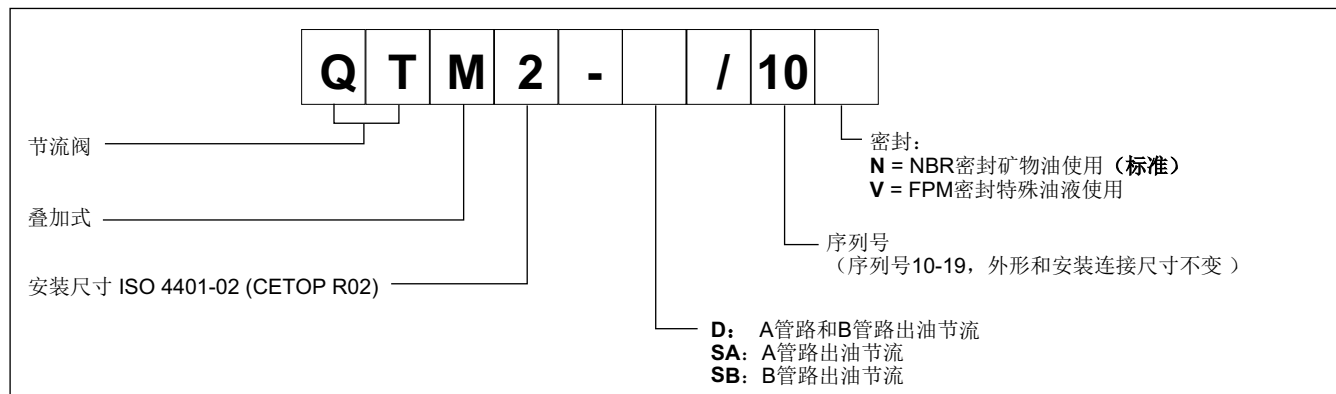 QTM2- /10
节流阀
叠加式
安装尺寸 ISO 4401-02 (CETOP R02)
密封：
N = NBR密封矿物油使用（标准）
V = FPM密封特殊油液使用
序列号
（序列号10-19，外形和安装连接尺寸不变 ）
D： A管路和B管路出油节流
SA：A管路出油节流
SB：B管路出油节流